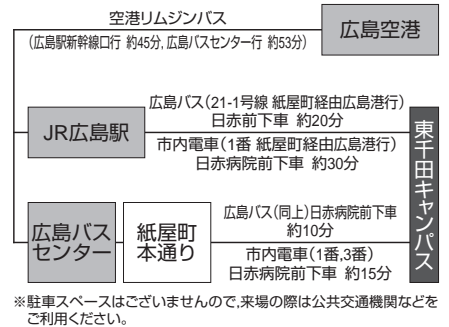 空港リムジンバス
(広島駅新幹線口行 約45分, 広島バスセンター行 約53分)
広島空港
JR広島駅
広島バス(21-1号線 紙屋町経由広島港行)
日赤前下車 約20分
市内電車(1番 紙屋町経由広島港行)
日赤病院前下車 約30分
広島バス
センター
紙屋町
本通り
広島バス(同上)日赤病院前下車
約10分
市内電車(1番,3番)
日赤病院前下車 約15分
東千田キャンパス
※駐車スペースはございませんので,来場の際は公共交通機関などを
ご利用ください。